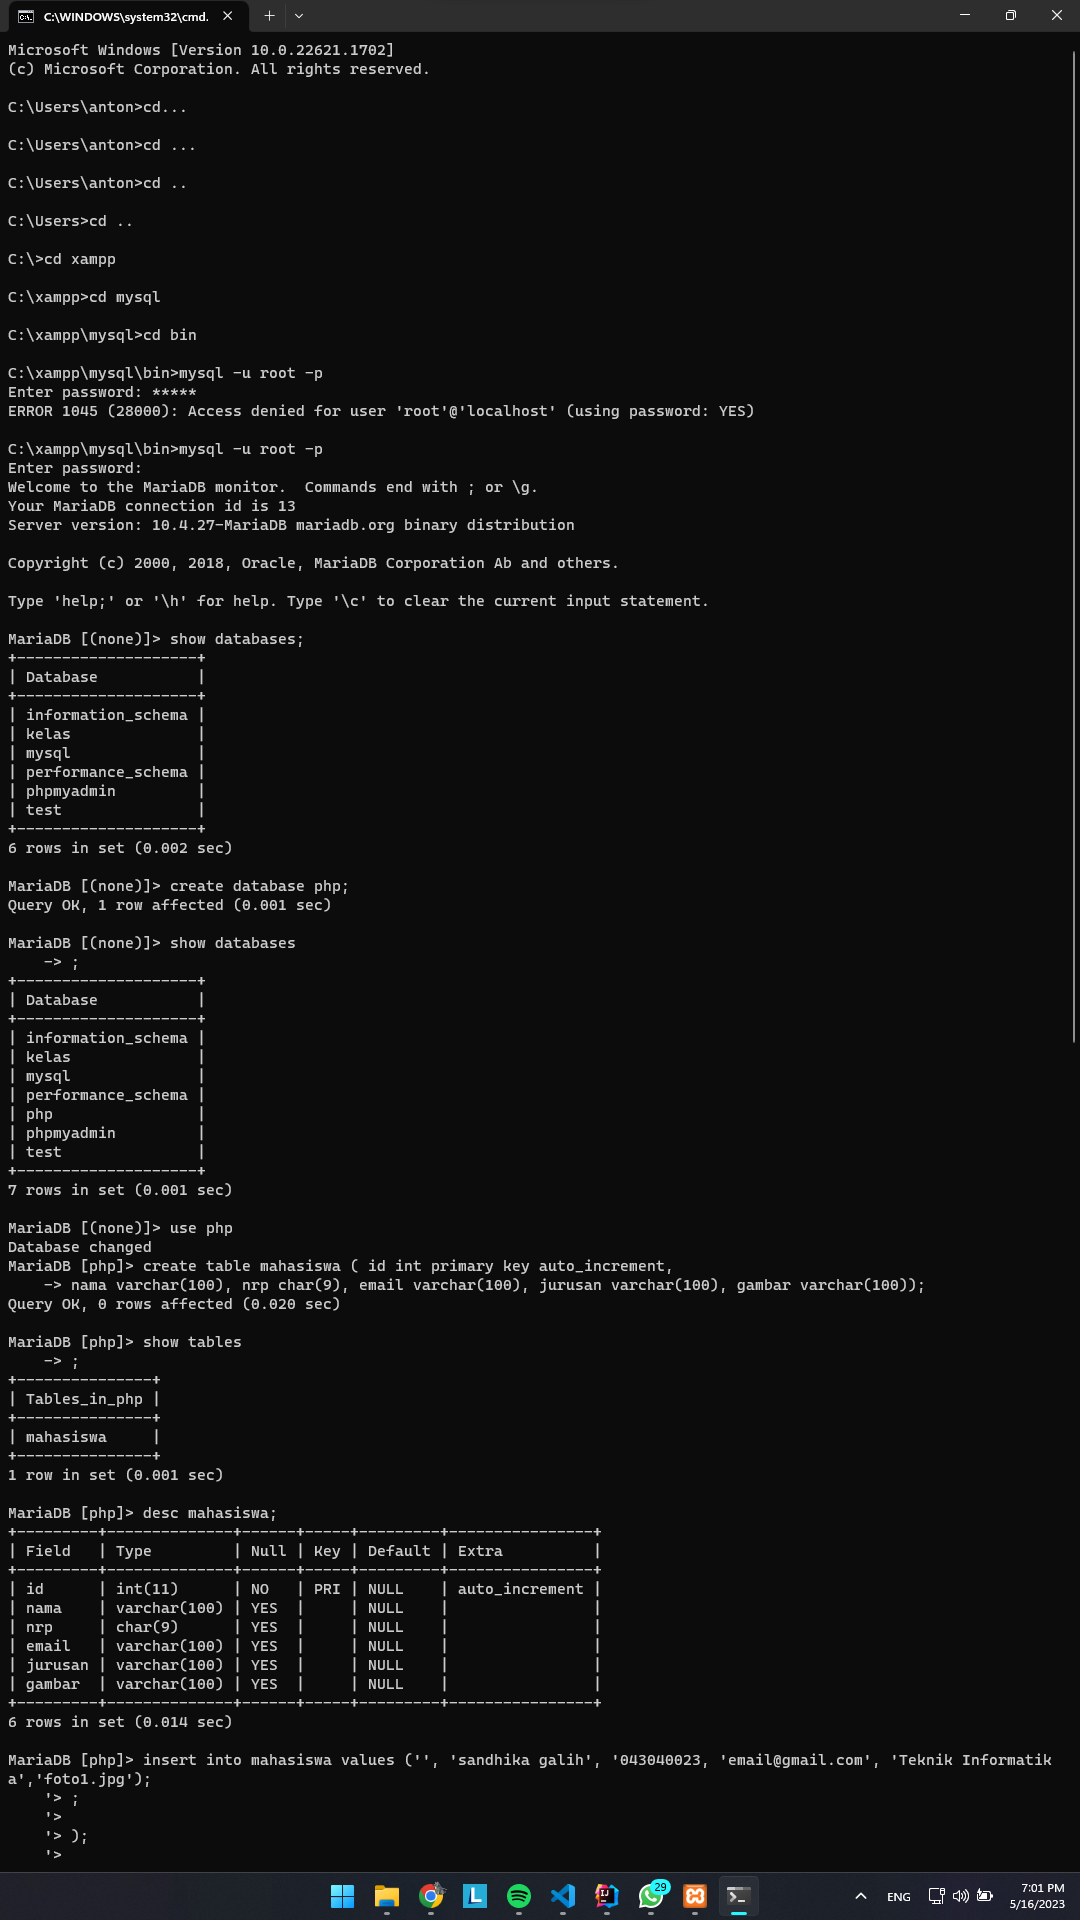 C:\WINDOWS\system32\cmd.
Microsoft Windows [Version 10.0.22621.1702]
(c) Microsoft Corporation. All rights reserved.
C:\Users\anton>cd...
C:\Users\anton>cd ...
C:\Users\anton>cd ..
C:\Users>cd ..
C:\>cd xampp
C:\xampp>cd mysql
C:\xampp\mysql>cd bin
C:\xampp\mysql\bin>mysql -u root -p
Enter password: *****
ERROR 1045 (28000): Access denied for user 'root'@'localhost' (using password: YES)
C:\xampp\mysql\bin>mysql -u root -p
Enter password:
Welcome to the MariaDB monitor.  Commands end with ; or \g.
Your MariaDB connection id is 13
Server version: 10.4.27-MariaDB mariadb.org binary distribution
Copyright (c) 2000, 2018, Oracle, MariaDB Corporation Ab and others.
Type 'help;' or '\h' for help. Type '\c' to clear the current input statement.
MariaDB [(none)]> show databases;
+--------------------+
| Database           |
+--------------------+
| information_schema |
| kelas              |
| mysql              |
| performance_schema |
| phpmyadmin         |
| test               |
+--------------------+
6 rows in set (0.002 sec)
MariaDB [(none)]> create database php;
Query OK, 1 row affected (0.001 sec)
MariaDB [(none)]> show databases
    -> ;
+--------------------+
| Database           |
+--------------------+
| information_schema |
| kelas              |
| mysql              |
| performance_schema |
| php                |
| phpmyadmin         |
| test               |
+--------------------+
7 rows in set (0.001 sec)
MariaDB [(none)]> use php
Database changed
MariaDB [php]> create table mahasiswa ( id int primary key auto_increment,
    -> nama varchar(100), nrp char(9), email varchar(100), jurusan varchar(100), gambar varchar(100));
Query OK, 0 rows affected (0.020 sec)
MariaDB [php]> show tables
    -> ;
+---------------+
| Tables_in_php |
+---------------+
| mahasiswa     |
+---------------+
1 row in set (0.001 sec)
MariaDB [php]> desc mahasiswa;
+---------+--------------+------+-----+---------+----------------+
| Field   | Type         | Null | Key | Default | Extra          |
+---------+--------------+------+-----+---------+----------------+
| id      | int(11)      | NO   | PRI | NULL    | auto_increment |
| nama    | varchar(100) | YES  |     | NULL    |                |
| nrp     | char(9)      | YES  |     | NULL    |                |
| email   | varchar(100) | YES  |     | NULL    |                |
| jurusan | varchar(100) | YES  |     | NULL    |                |
| gambar  | varchar(100) | YES  |     | NULL    |                |
+---------+--------------+------+-----+---------+----------------+
6 rows in set (0.014 sec)
MariaDB [php]> insert into mahasiswa values ('', 'sandhika galih', '043040023, 'email@gmail.com', 'Teknik Informatik
a','foto1.jpg');
    '> ;
    '>
    '> );
    '>
29
ENG
7:01 PM
5/16/2023